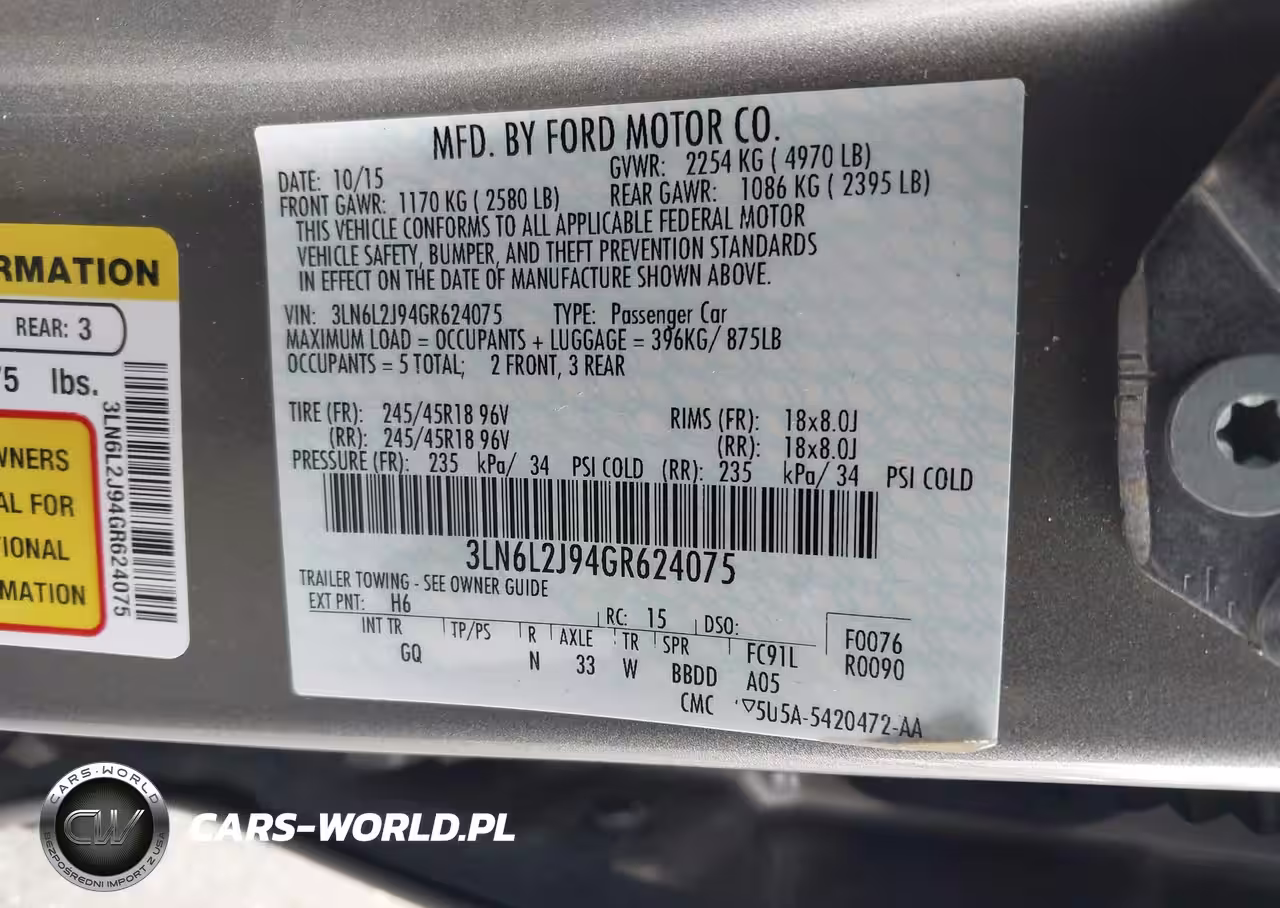 MFD. BY FORD MOTOR CO.
DATE: 10/15
GVWR: 2254 KG ( 4970 LB)
FRONT GAWR: 1170 KG ( 2580 LB)
REAR GAWR: 1086 KG ( 2395 LB)
THIS VEHICLE CONFORMS TO ALL APPLICABLE FEDERAL MOTOR
VEHICLE SAFETY, BUMPER, AND THEFT PREVENTION STANDARDS
IN EFFECT ON THE DATE OF MANUFACTURE SHOWN ABOVE.
VIN: 3LN6L2J94GR624075 TYPE: Passenger Car
MAXIMUM LOAD = OCCUPANTS + LUGGAGE = 396KG/ 875LB
OCCUPANTS = 5 TOTAL; 2 FRONT, 3 REAR
TIRE (FR): 245/45R18 96V RIMS (FR): 18x8.0J
(RR): 245/45R18 96V (RR): 18x8.0J
PRESSURE (FR): 235 kPa/ 34 PSI COLD (RR): 235 kPa/ 34 PSI COLD
3LN6L2J94GR624075
TRAILER TOWING - SEE OWNER GUIDE
EXT PNT: H6 RC: 15 DSO:
INT TR TP/PS R AXLE TR SPR FC91L F0076
GQ N 33 W BBDD A05 R0090
CMC 5U5A-5420472-AA
RMATION
REAR: 3
75 lbs.
3LN6L2J94GR624075
WNERS
AL FOR
TIONAL
MATION
CARS-WORLD
CW
BEZPOŚREDNI IMPORT Z USA
CARS-WORLD.PL